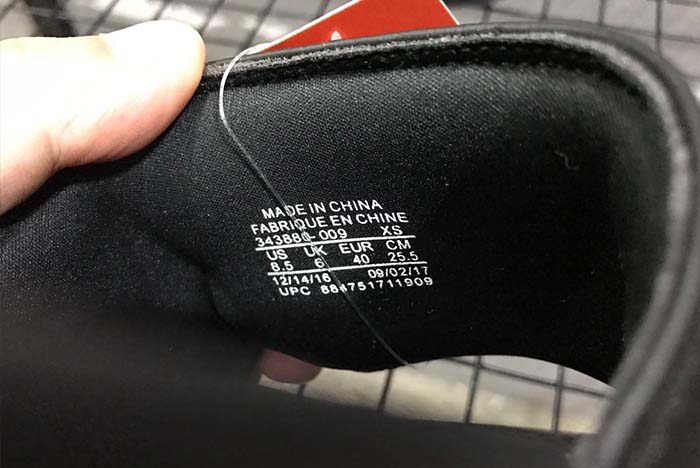 MADE IN CHINA
FABRIQUE EN CHINE
343880-009 XS
US UK EUR CM
8.5 6 40 25.5
12/14/16 09/02/17
UPC 884751711909